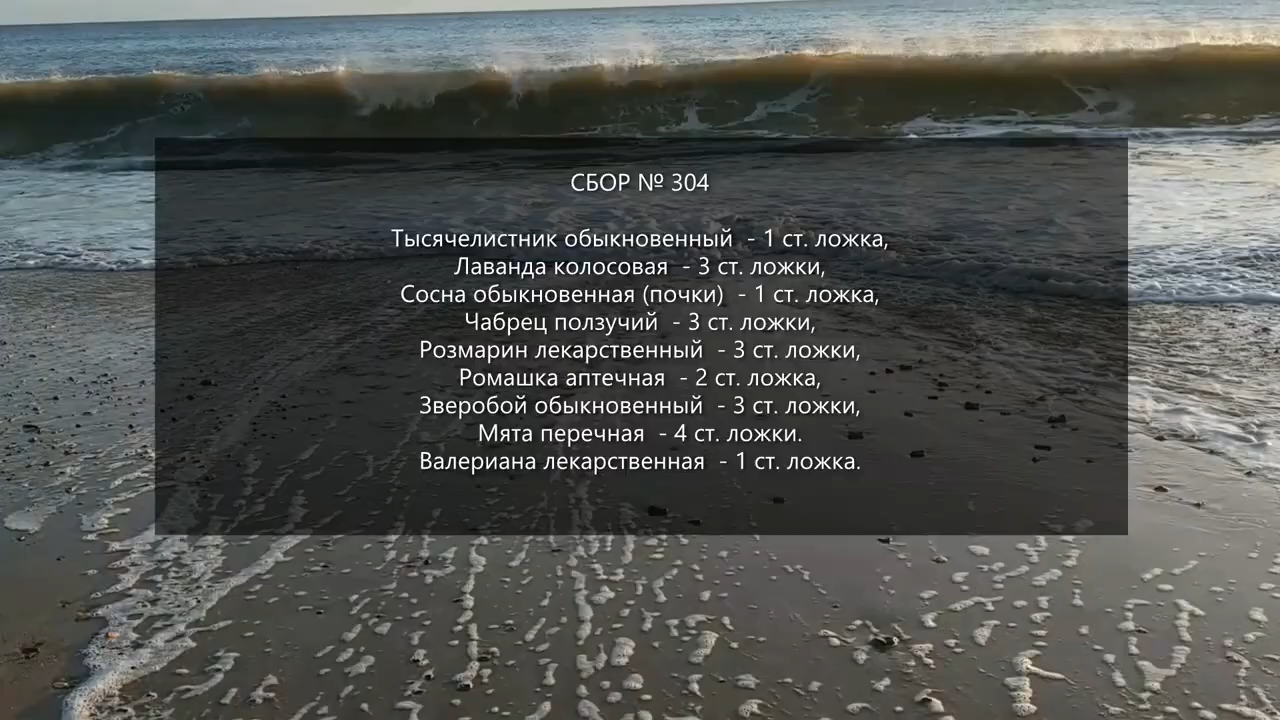 СБОР № 304
Тысячелистник обыкновенный - 1 ст. ложка,
Лаванда колосовая - 3 ст. ложки,
Сосна обыкновенная (почки) - 1 ст. ложка,
Чабрец ползучий - 3 ст. ложки,
Розмарин лекарственный - 3 ст. ложки,
Ромашка аптечная - 2 ст. ложка,
Зверобой обыкновенный - 3 ст. ложки,
Мята перечная - 4 ст. ложки.
Валериана лекарственная - 1 ст. ложка.